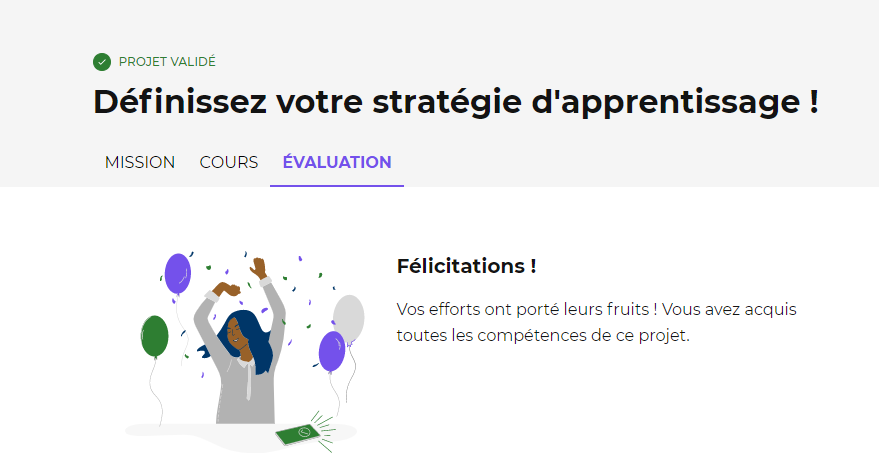 PROJET VALIDÉ
Définissez votre stratégie d'apprentissage !
MISSION COURS ÉVALUATION
Félicitations !
Vos efforts ont porté leurs fruits ! Vous avez acquis
toutes les compétences de ce projet.